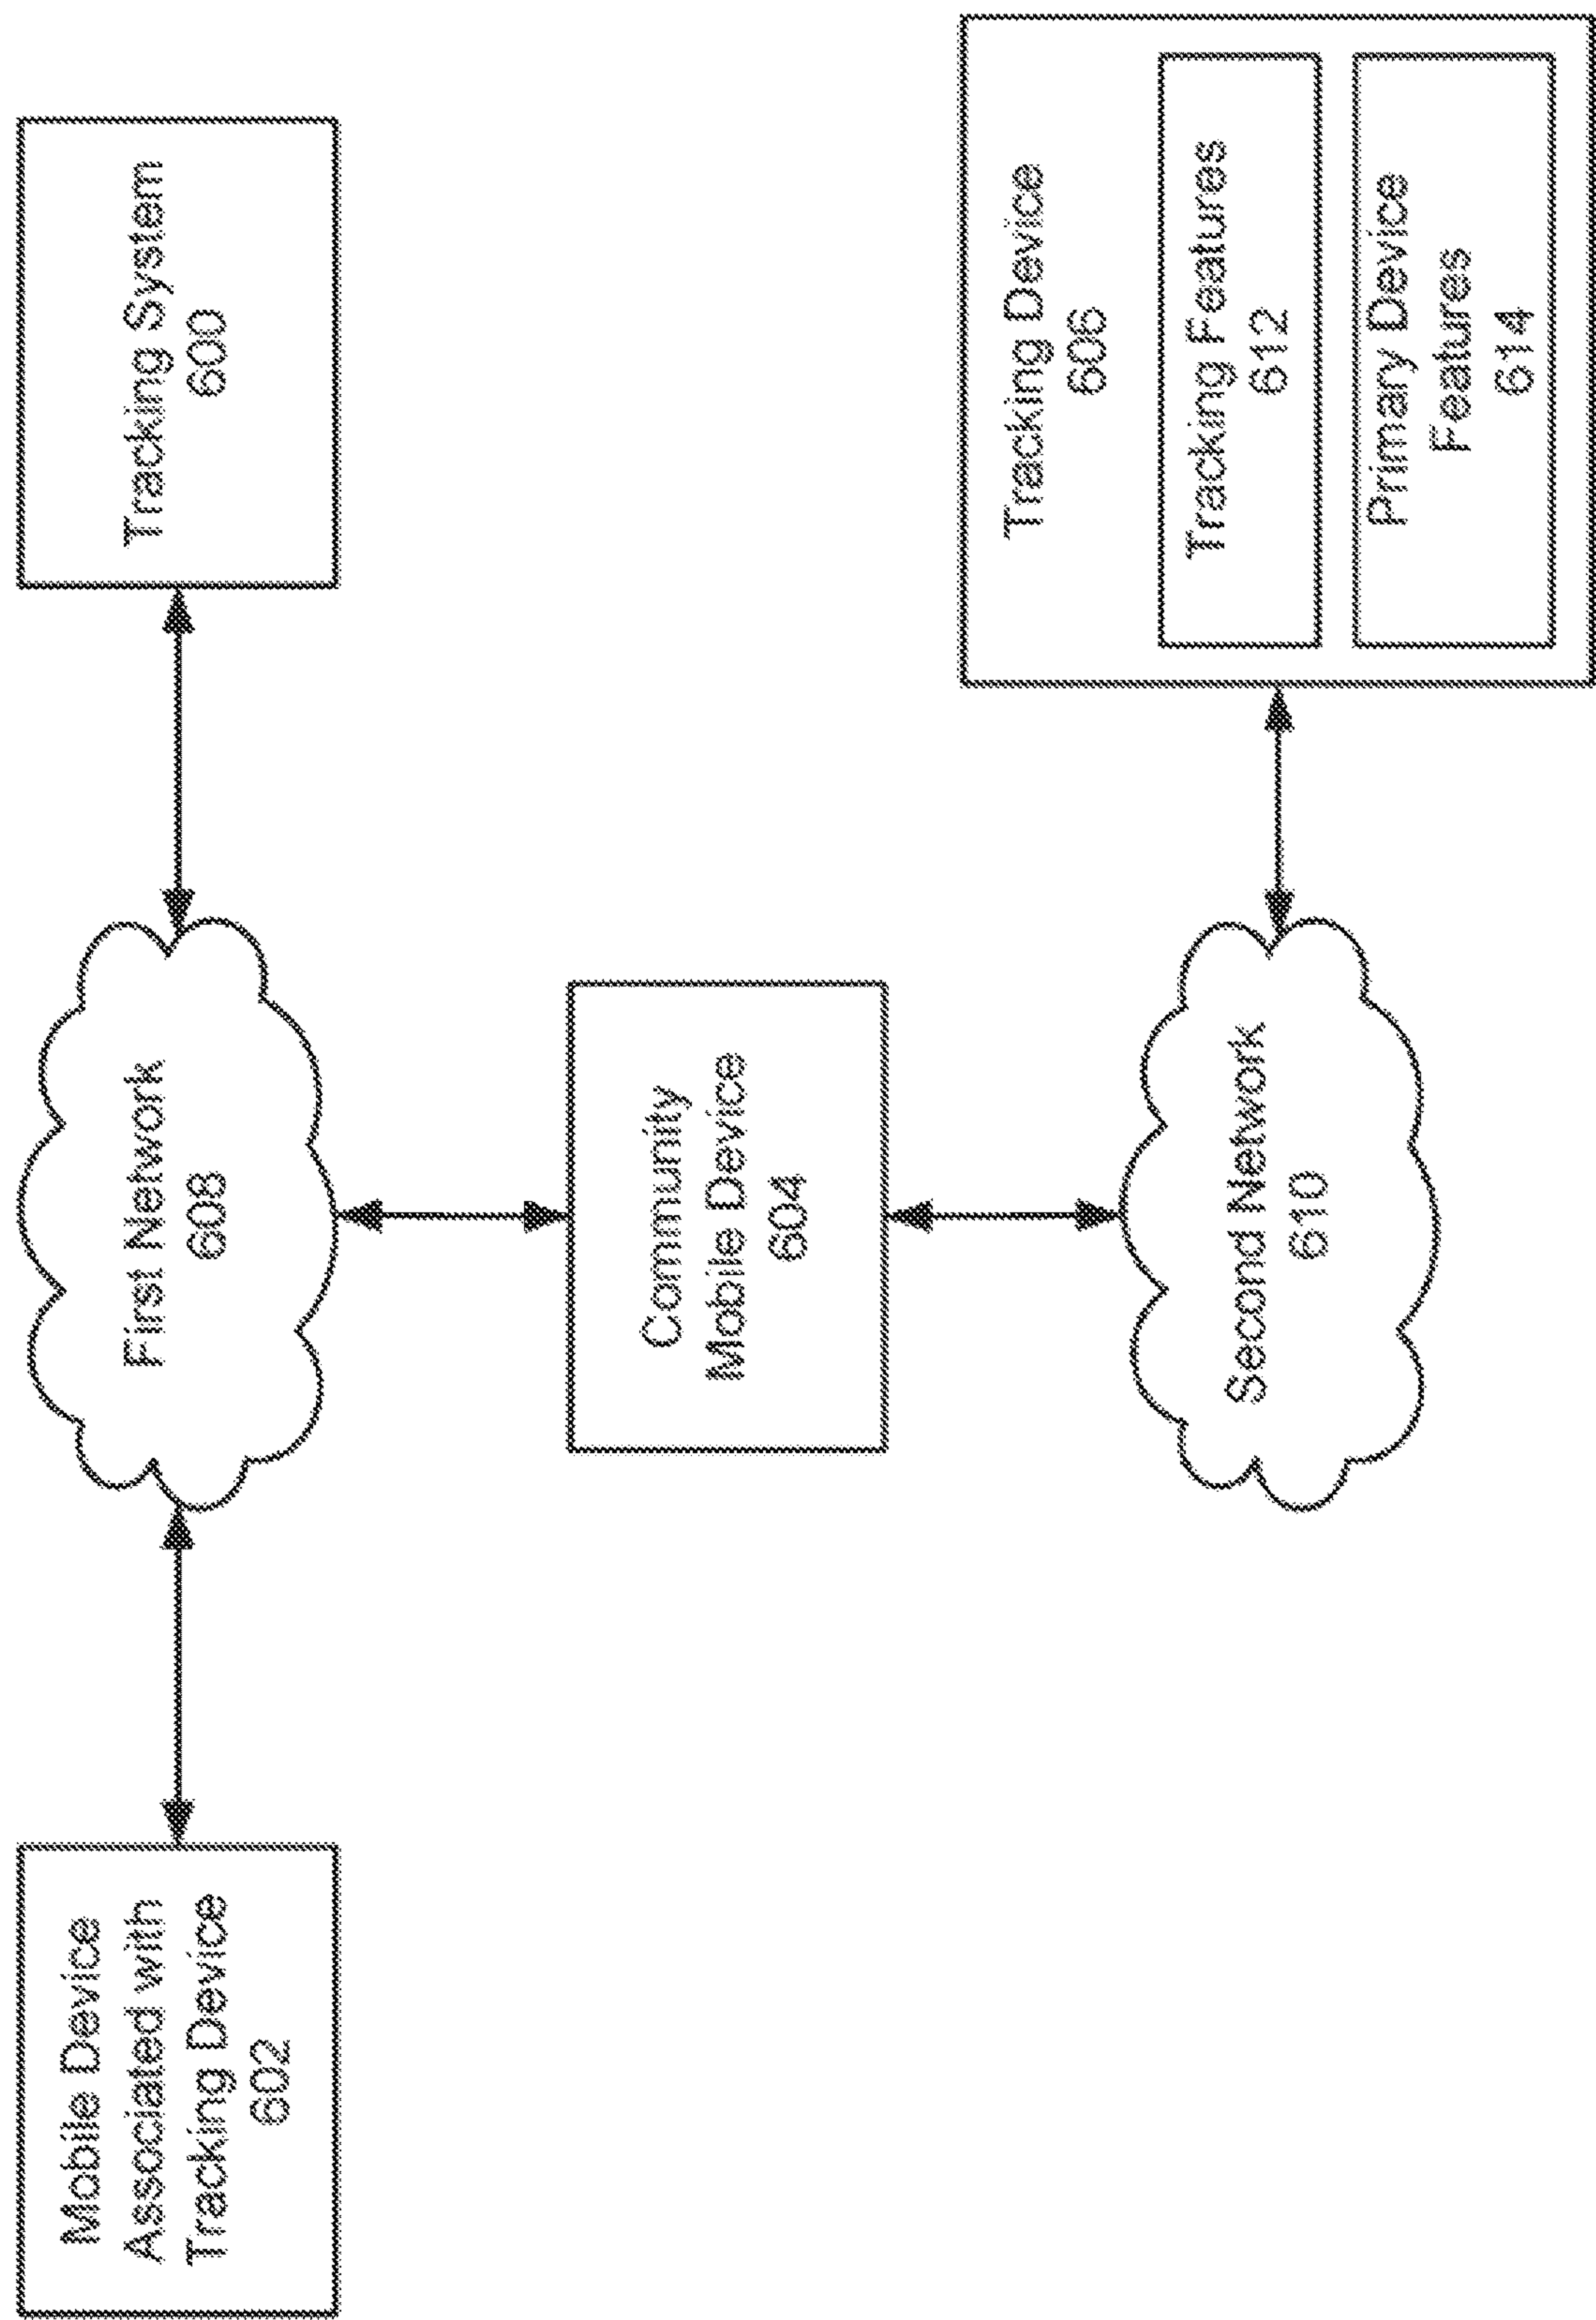 Mobile Device
Associated with
Tracking Device
602
First Network
608
Tracking System
600
Community
Mobile Device
604
Second Network
610
Tracking Device
606
Tracking Features
612
Primary Device
Features
614